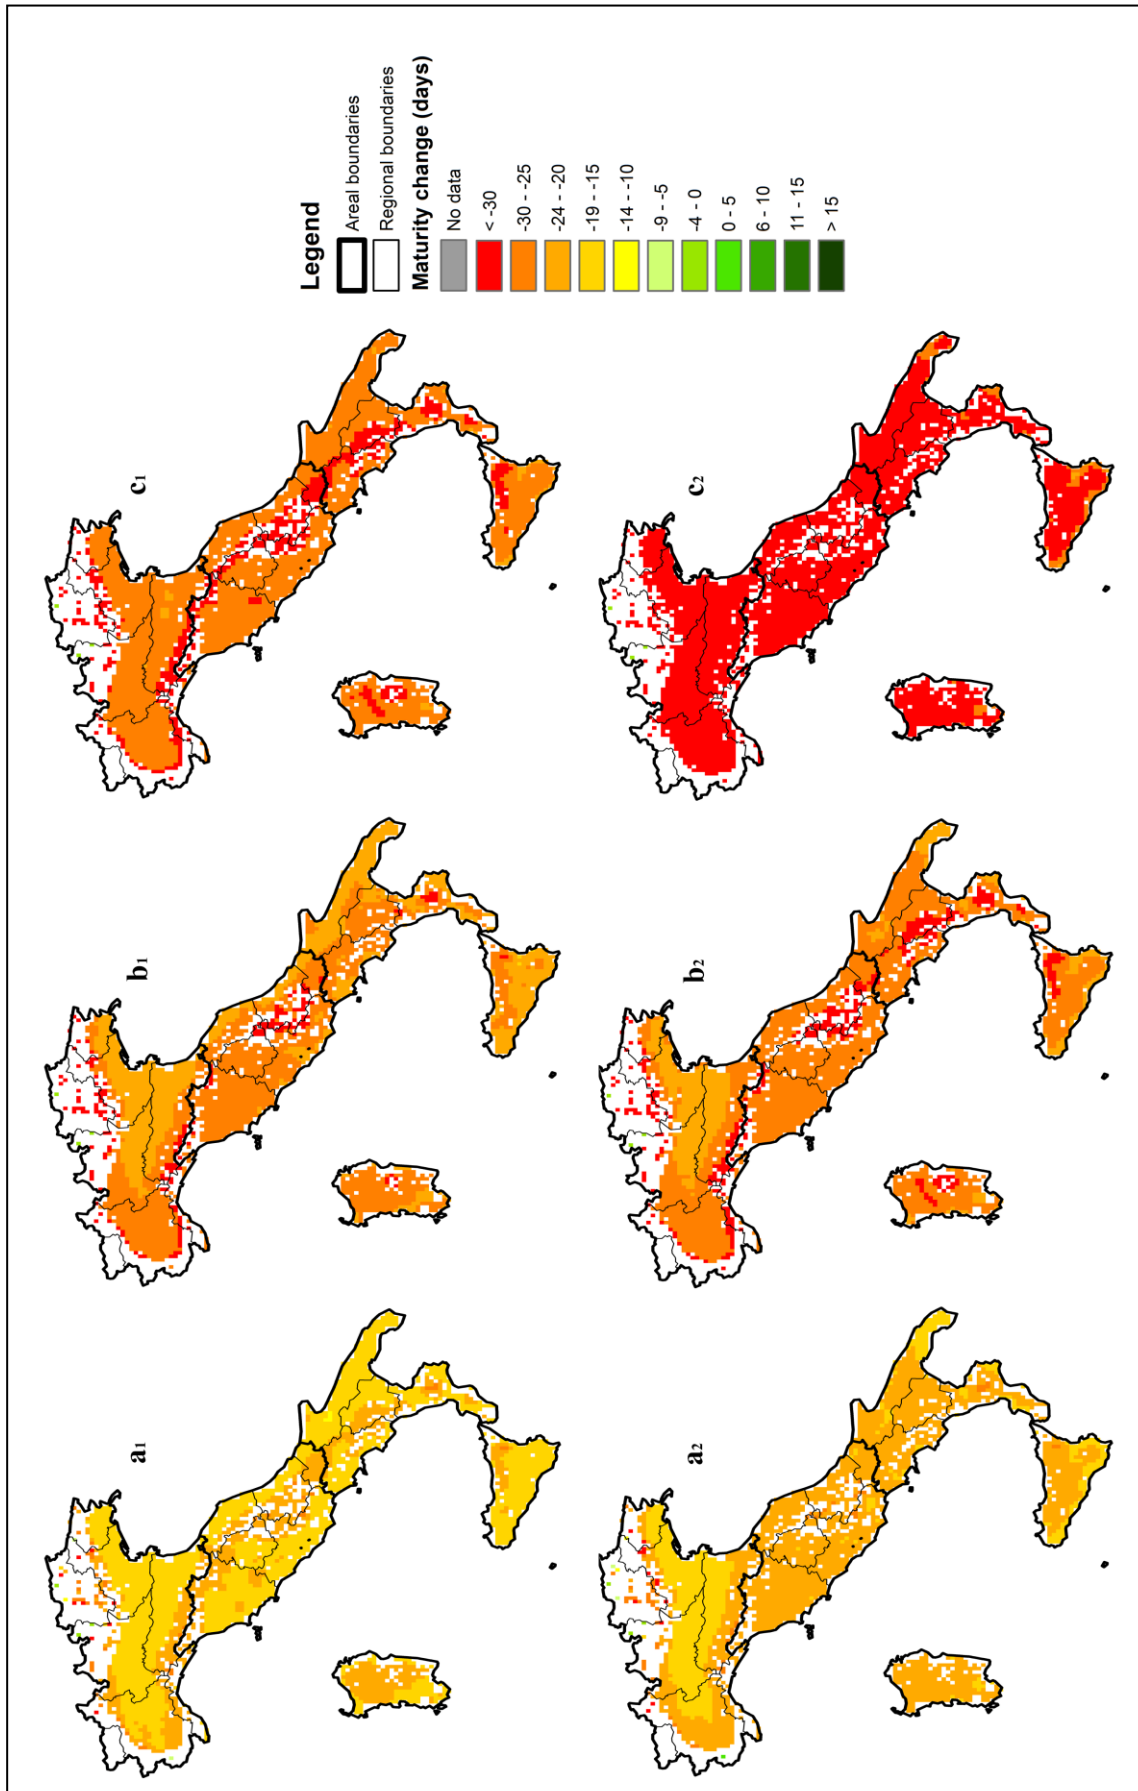 a1
b1
c1
a2
b2
c2
Legend
Areal boundaries
Regional boundaries
Maturity change (days)
No data
< -30
-30 - -25
-24 - -20
-19 - -15
-14 - -10
-9 - -5
-4 - 0
0 - 5
6 - 10
11 - 15
> 15